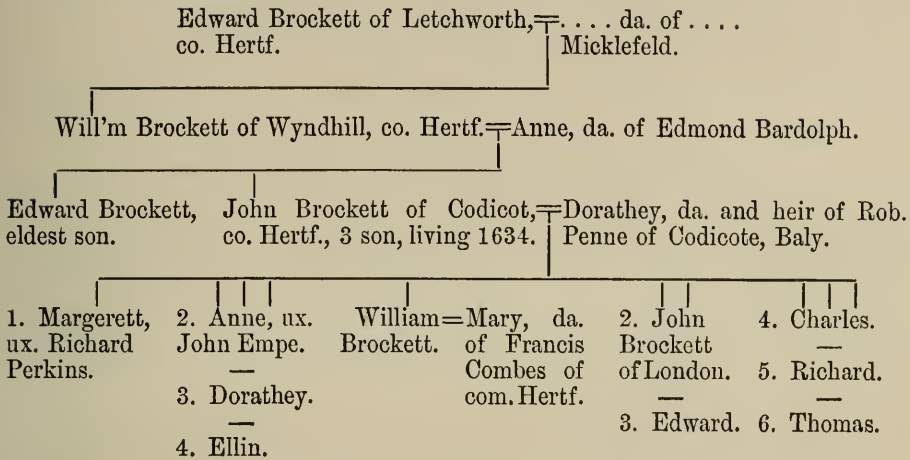 Edward Brockett of Letchworth,=. . . . da. of . . . .
co. Hertf. Micklefeld.
Will'm Brockett of Wyndhill, co. Hertf.=Anne, da. of Edmond Bardolph.
Edward Brockett, John Brockett of Codicot,=Dorathey, da. and heir of Rob.
eldest son. co. Hertf., 3 son, living 1634. Penne of Codicote, Baly.
1. Margerett,
ux. Richard
Perkins.
2. Anne, ux.
John Empe.
—
3. Dorathey.
—
4. Ellin.
William=Mary, da.
Brockett. of Francis
Combes of
com. Hertf.
2. John
Brockett
of London.
—
3. Edward.
4. Charles.
—
5. Richard.
—
6. Thomas.